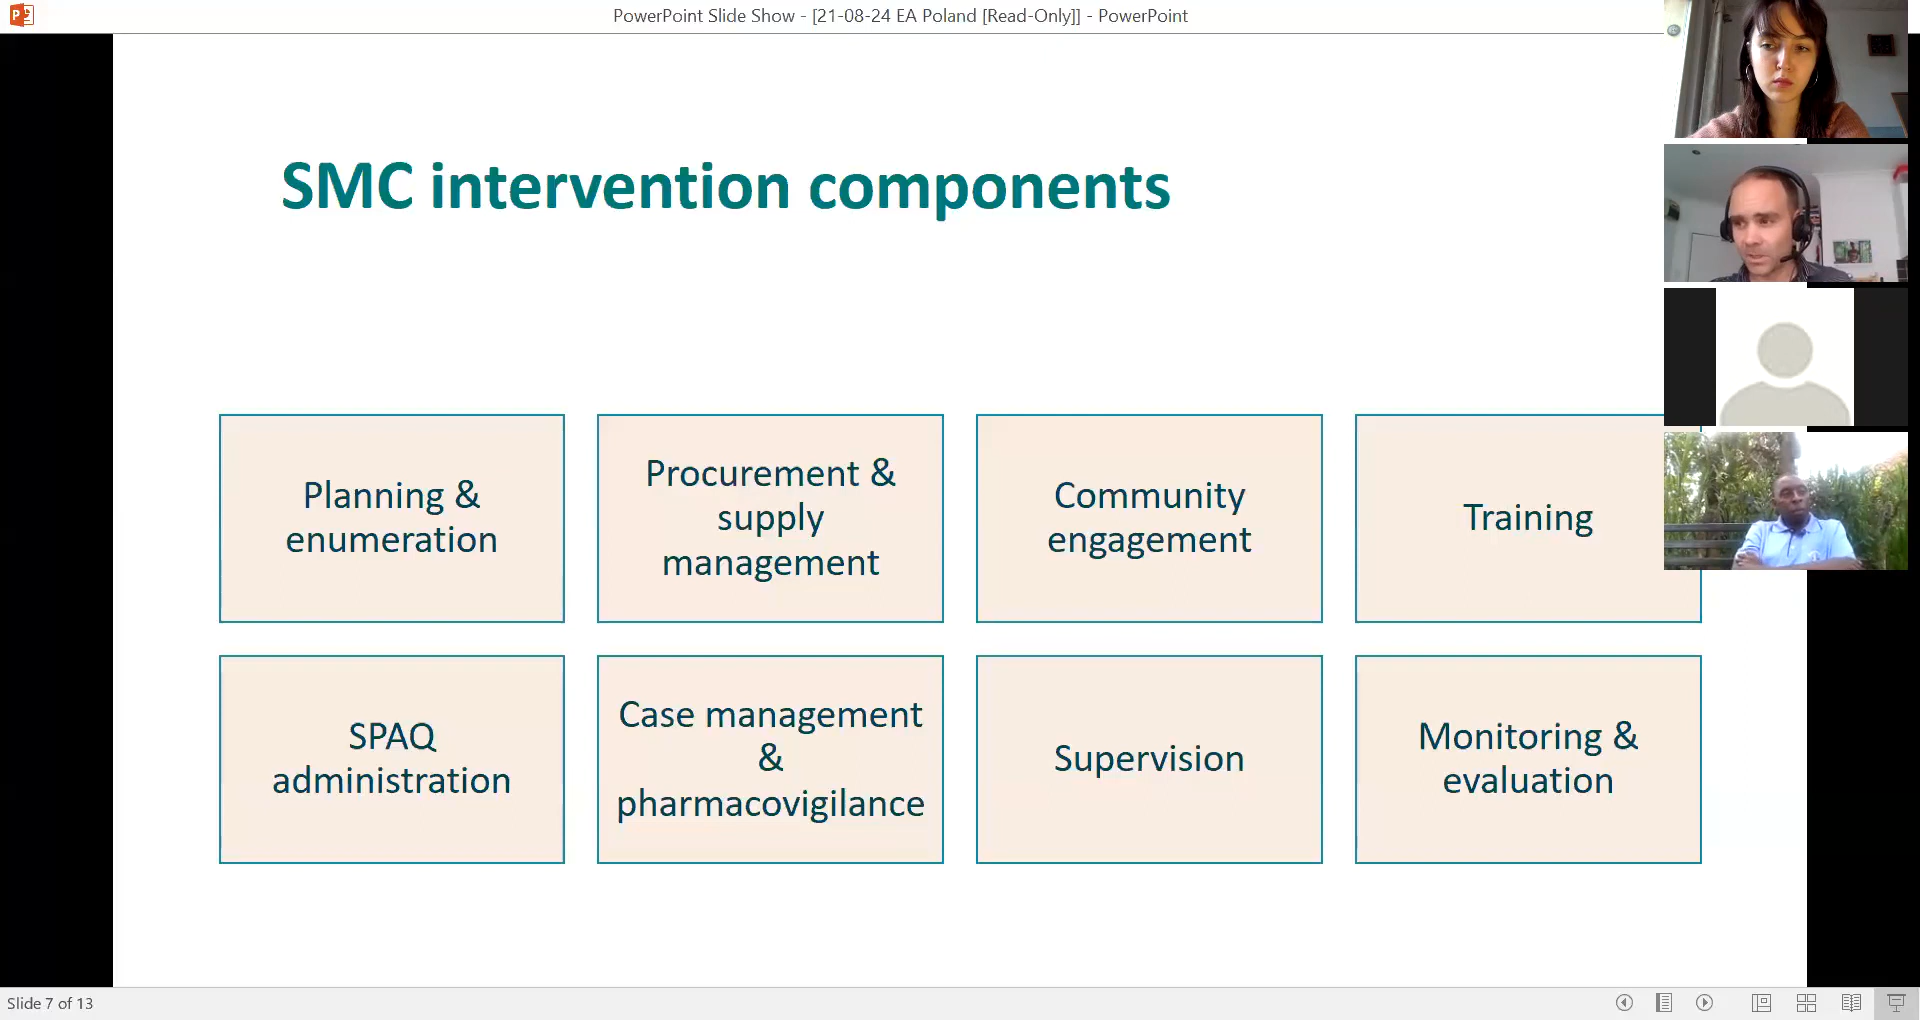 PowerPoint Slide Show - [21-08-24 EA Poland [Read-Only]] - PowerPoint
SMC intervention components
Planning &
enumeration
Procurement &
supply
management
Community
engagement
Training
SPAQ
administration
Case management
&
pharmacovigilance
Supervision
Monitoring &
evaluation
Slide 7 of 13